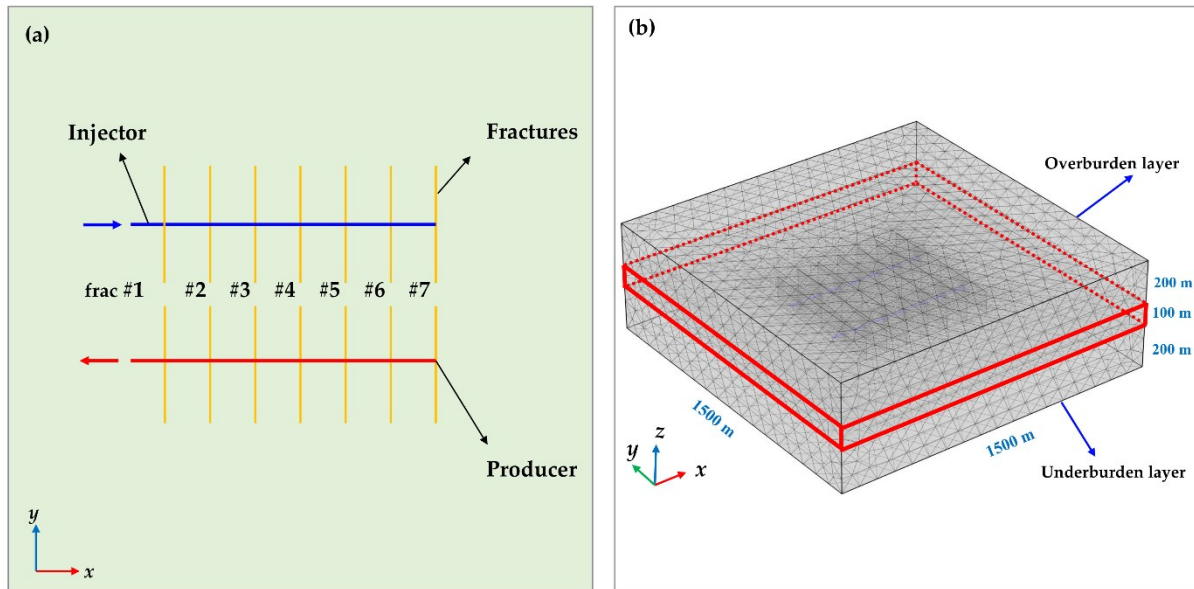 (a)
Injector
Fractures
frac #1 #2 #3 #4 #5 #6 #7
Producer
y
x
(b)
Overburden layer
200 m
100 m
200 m
1500 m
1500 m
z
y
x
Underburden layer